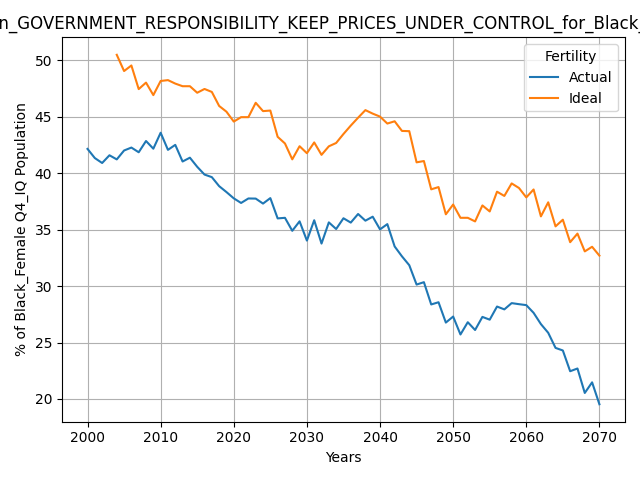 n_GOVERNMENT_RESPONSIBILITY_KEEP_PRICES_UNDER_CONTROL_for_Black_
Fertility
Actual
Ideal
% of Black_Female Q4_IQ Population
50
45
40
35
30
25
20
2000 2010 2020 2030 2040 2050 2060 2070
Years